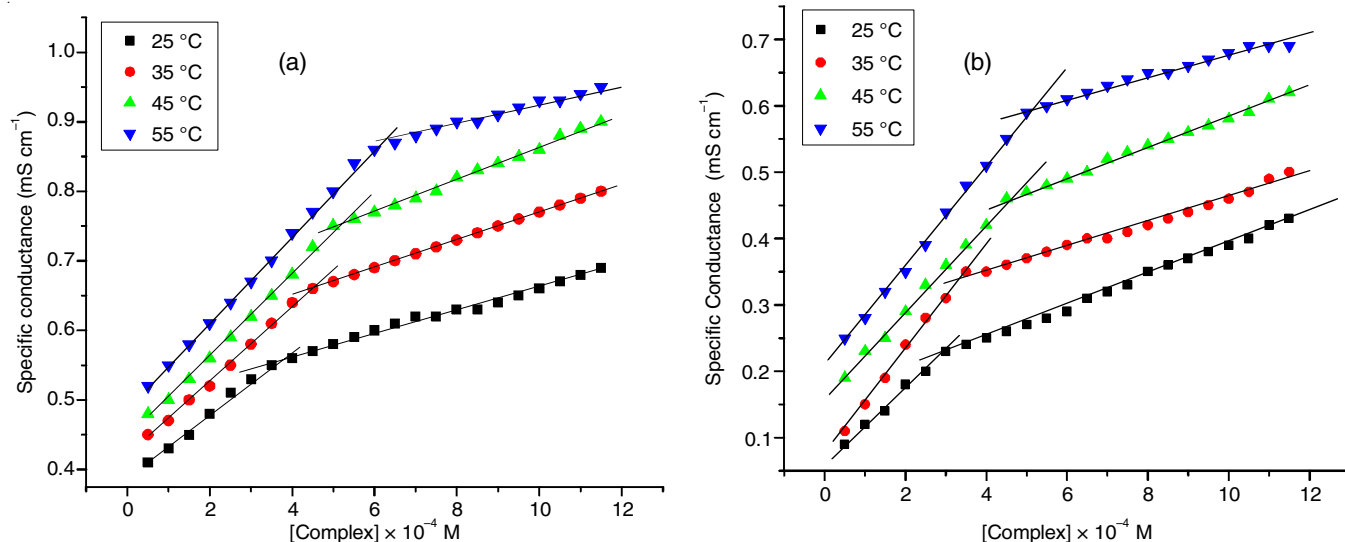 (a)
25 °C
35 °C
45 °C
55 °C
Specific conductance (mS cm⁻¹)
1.0
0.9
0.8
0.7
0.6
0.5
0.4
0 2 4 6 8 10 12
[Complex] × 10⁻⁴ M
(b)
25 °C
35 °C
45 °C
55 °C
Specific Conductance (mS cm⁻¹)
0.7
0.6
0.5
0.4
0.3
0.2
0.1
0 2 4 6 8 10 12
[Complex] × 10⁻⁴ M